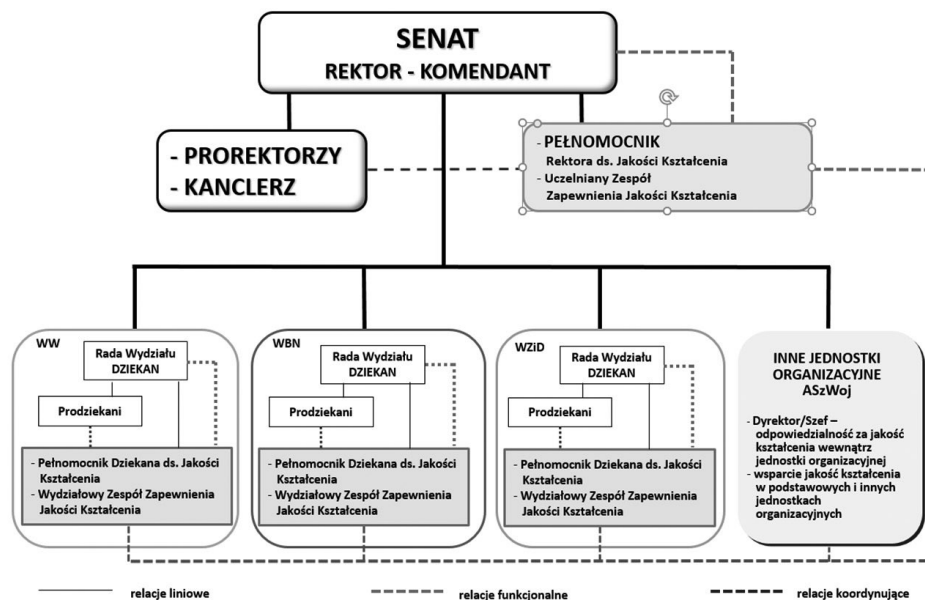 SENAT
REKTOR - KOMENDANT
- PROREKTORZY
- KANCLERZ
- PEŁNOMOCNIK
Rektora ds. Jakości Kształcenia
- Uczelniany Zespół
Zapewnienia Jakości Kształcenia
WW
Rada Wydziału
DZIEKAN
Prodziekani
- Pełnomocnik Dziekana ds. Jakości
Kształcenia
- Wydziałowy Zespół Zapewnienia
Jakości Kształcenia
WBN
Rada Wydziału
DZIEKAN
Prodziekani
- Pełnomocnik Dziekana ds. Jakości
Kształcenia
- Wydziałowy Zespół Zapewnienia
Jakości Kształcenia
WZiD
Rada Wydziału
DZIEKAN
Prodziekani
- Pełnomocnik Dziekana ds. Jakości
Kształcenia
- Wydziałowy Zespół Zapewnienia
Jakości Kształcenia
INNE JEDNOSTKI
ORGANIZACYJNE
ASzWoj
- Dyrektor/Szef –
odpowiedzialność za jakość
kształcenia wewnątrz
jednostki organizacyjnej
- wsparcie jakość kształcenia
w podstawowych i innych
jednostkach
organizacyjnych
relacje liniowe
relacje funkcjonalne
relacje koordynujące